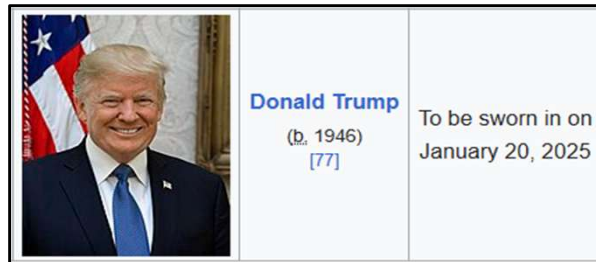 Donald Trump
(b. 1946)
[77]
To be sworn in on
January 20, 2025